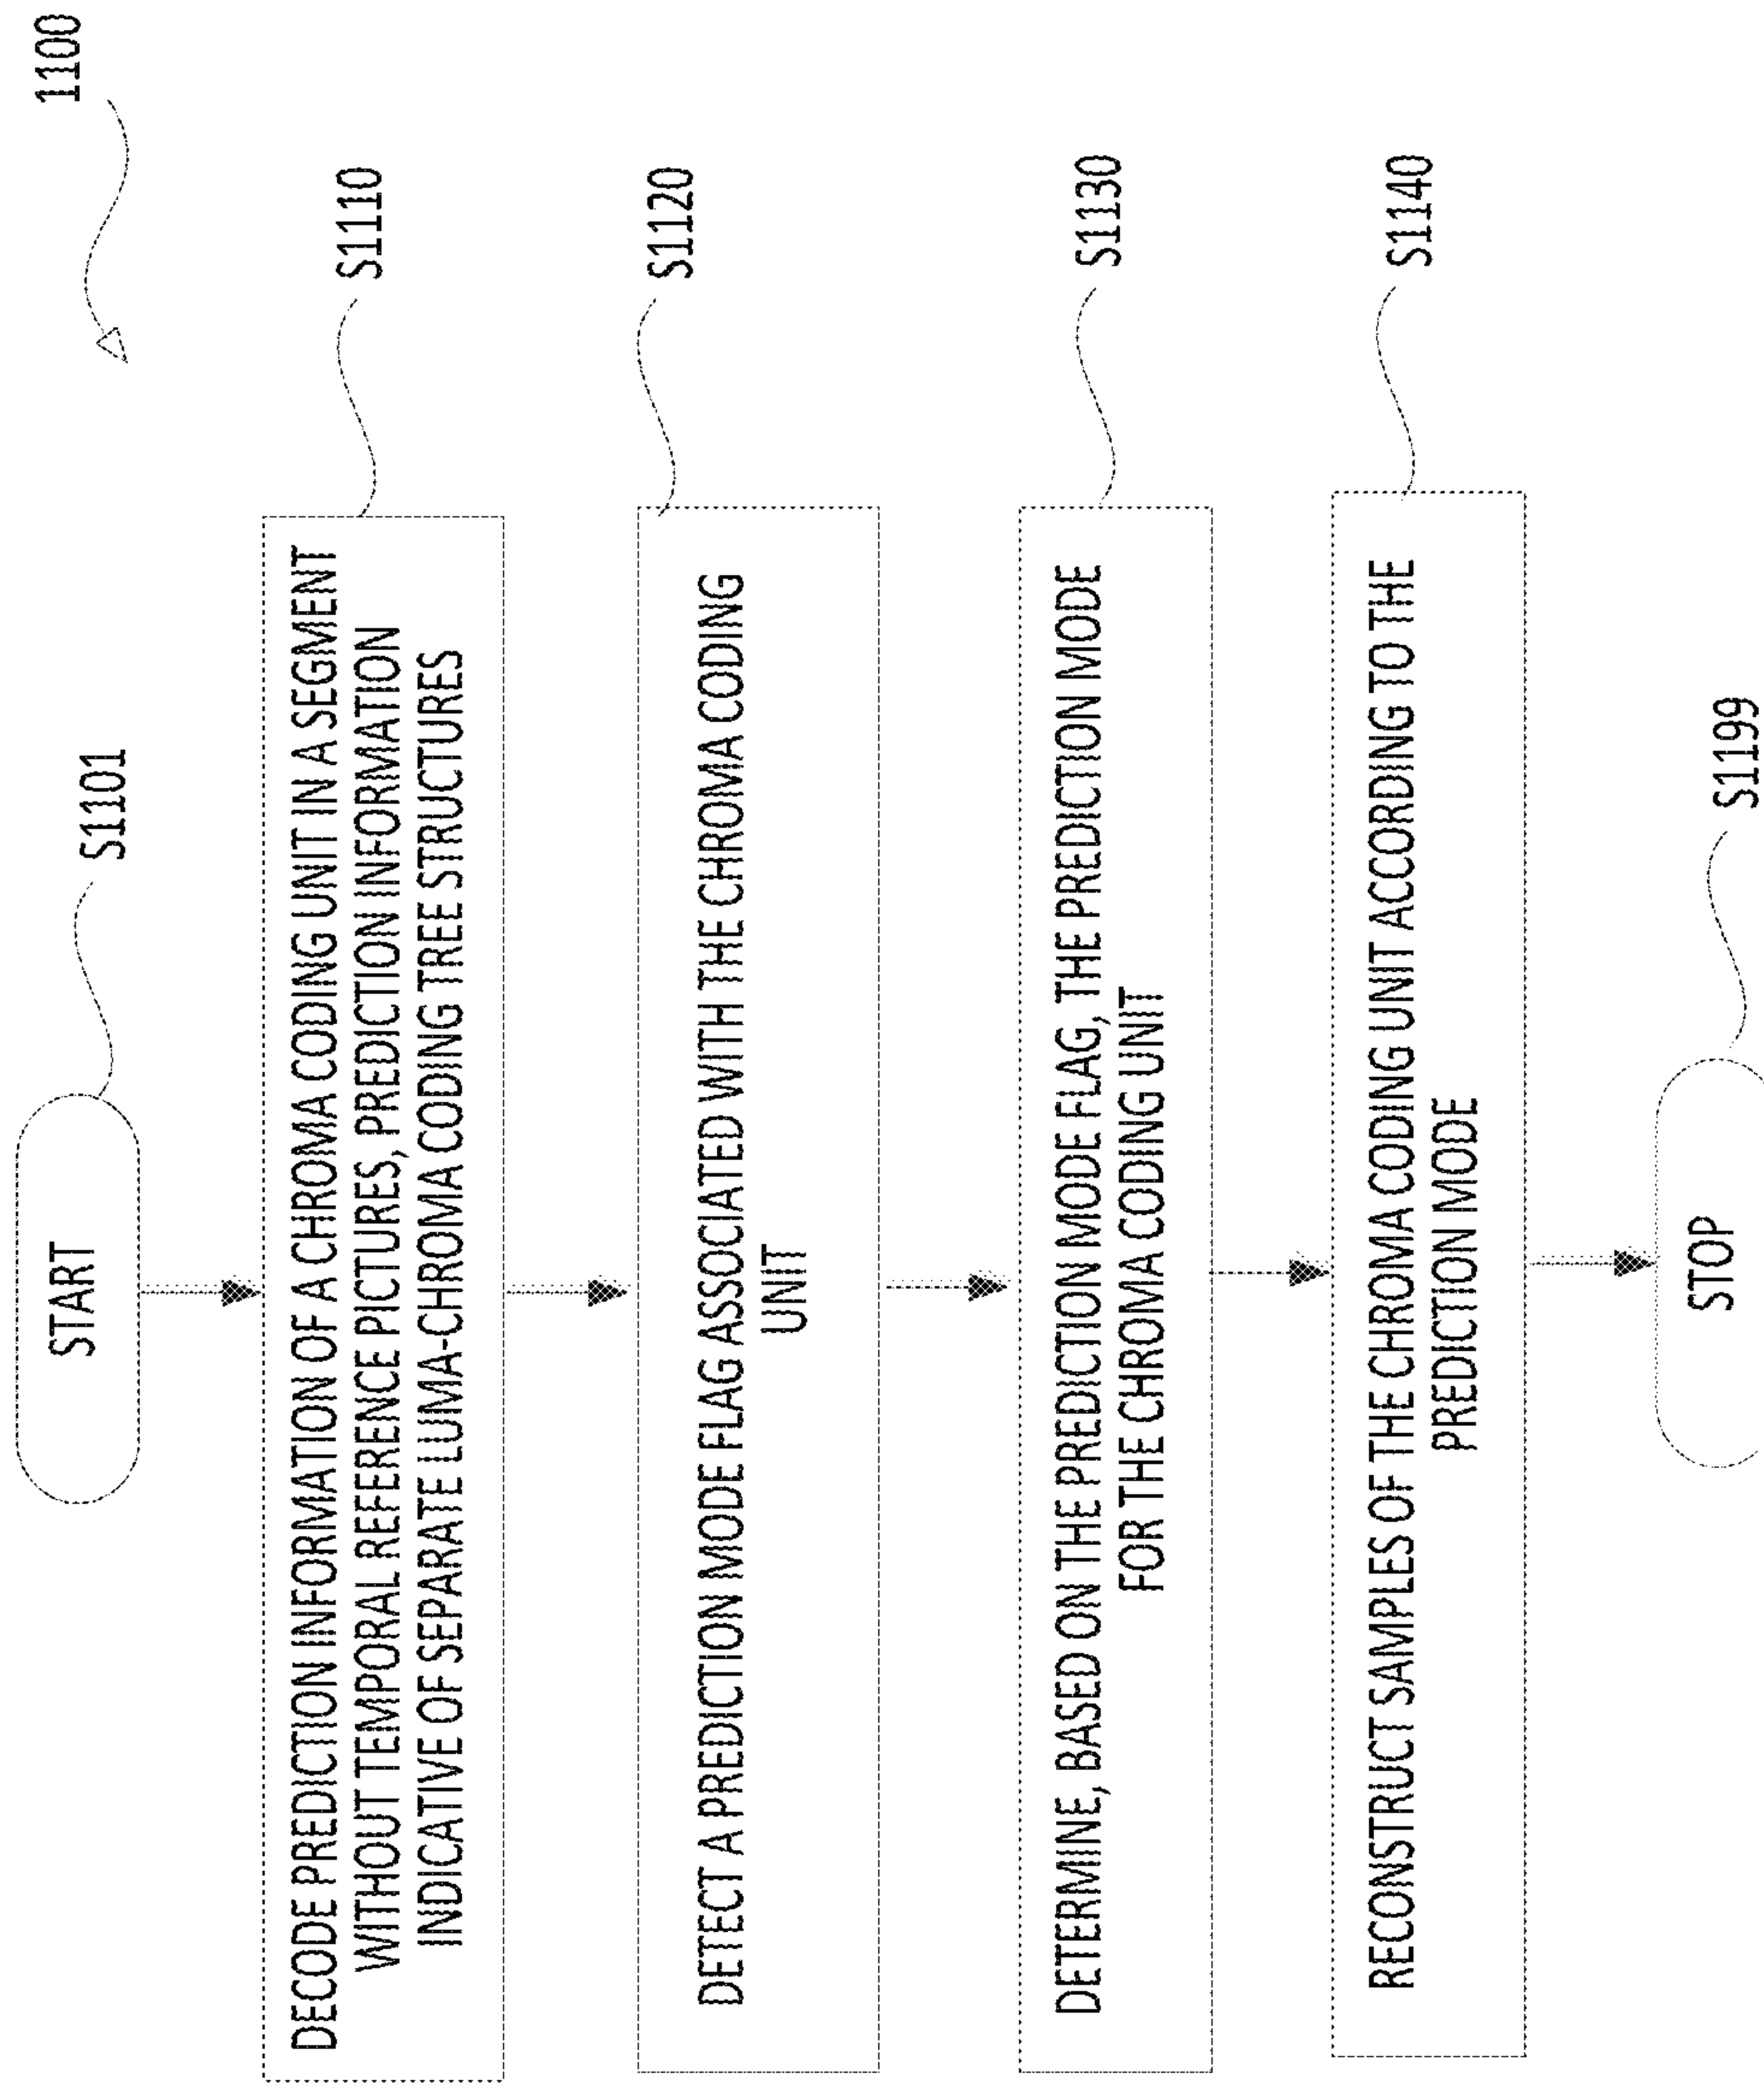 1100
START
S1101
DECODE PREDICTION INFORMATION OF A CHROMA CODING UNIT IN A SEGMENT
WITHOUT TEMPORAL REFERENCE PICTURES, PREDICTION INFORMATION
INDICATIVE OF SEPARATE LUMA-CHROMA CODING TREE STRUCTURES
S1110
DETECT A PREDICTION MODE FLAG ASSOCIATED WITH THE CHROMA CODING
UNIT
S1120
DETERMINE, BASED ON THE PREDICTION MODE FLAG, THE PREDICTION MODE
FOR THE CHROMA CODING UNIT
S1130
RECONSTRUCT SAMPLES OF THE CHROMA CODING UNIT ACCORDING TO THE
PREDICTION MODE
S1140
STOP
S1199